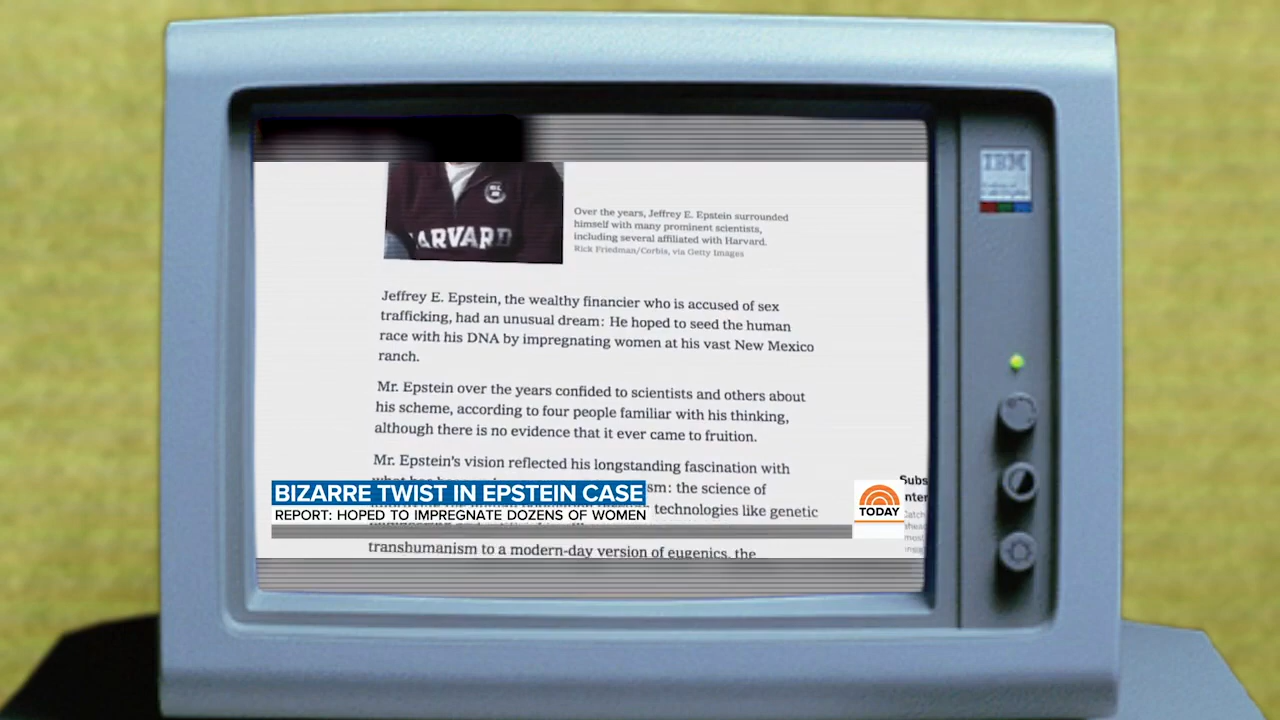 IBM
ARVARD
Over the years, Jeffrey E. Epstein surrounded
himself with many prominent scientists,
including several affiliated with Harvard.
Rick Friedman/Corbis, via Getty Images
Jeffrey E. Epstein, the wealthy financier who is accused of sex
trafficking, had an unusual dream: He hoped to seed the human
race with his DNA by impregnating women at his vast New Mexico
ranch.
Mr. Epstein over the years confided to scientists and others about
his scheme, according to four people familiar with his thinking,
although there is no evidence that it ever came to fruition.
Mr. Epstein's vision reflected his longstanding fascination with
sm: the science of
technologies like genetic
transhumanism to a modern-day version of eugenics, the
BIZARRE TWIST IN EPSTEIN CASE
REPORT: HOPED TO IMPREGNATE DOZENS OF WOMEN
TODAY
Subs
nter